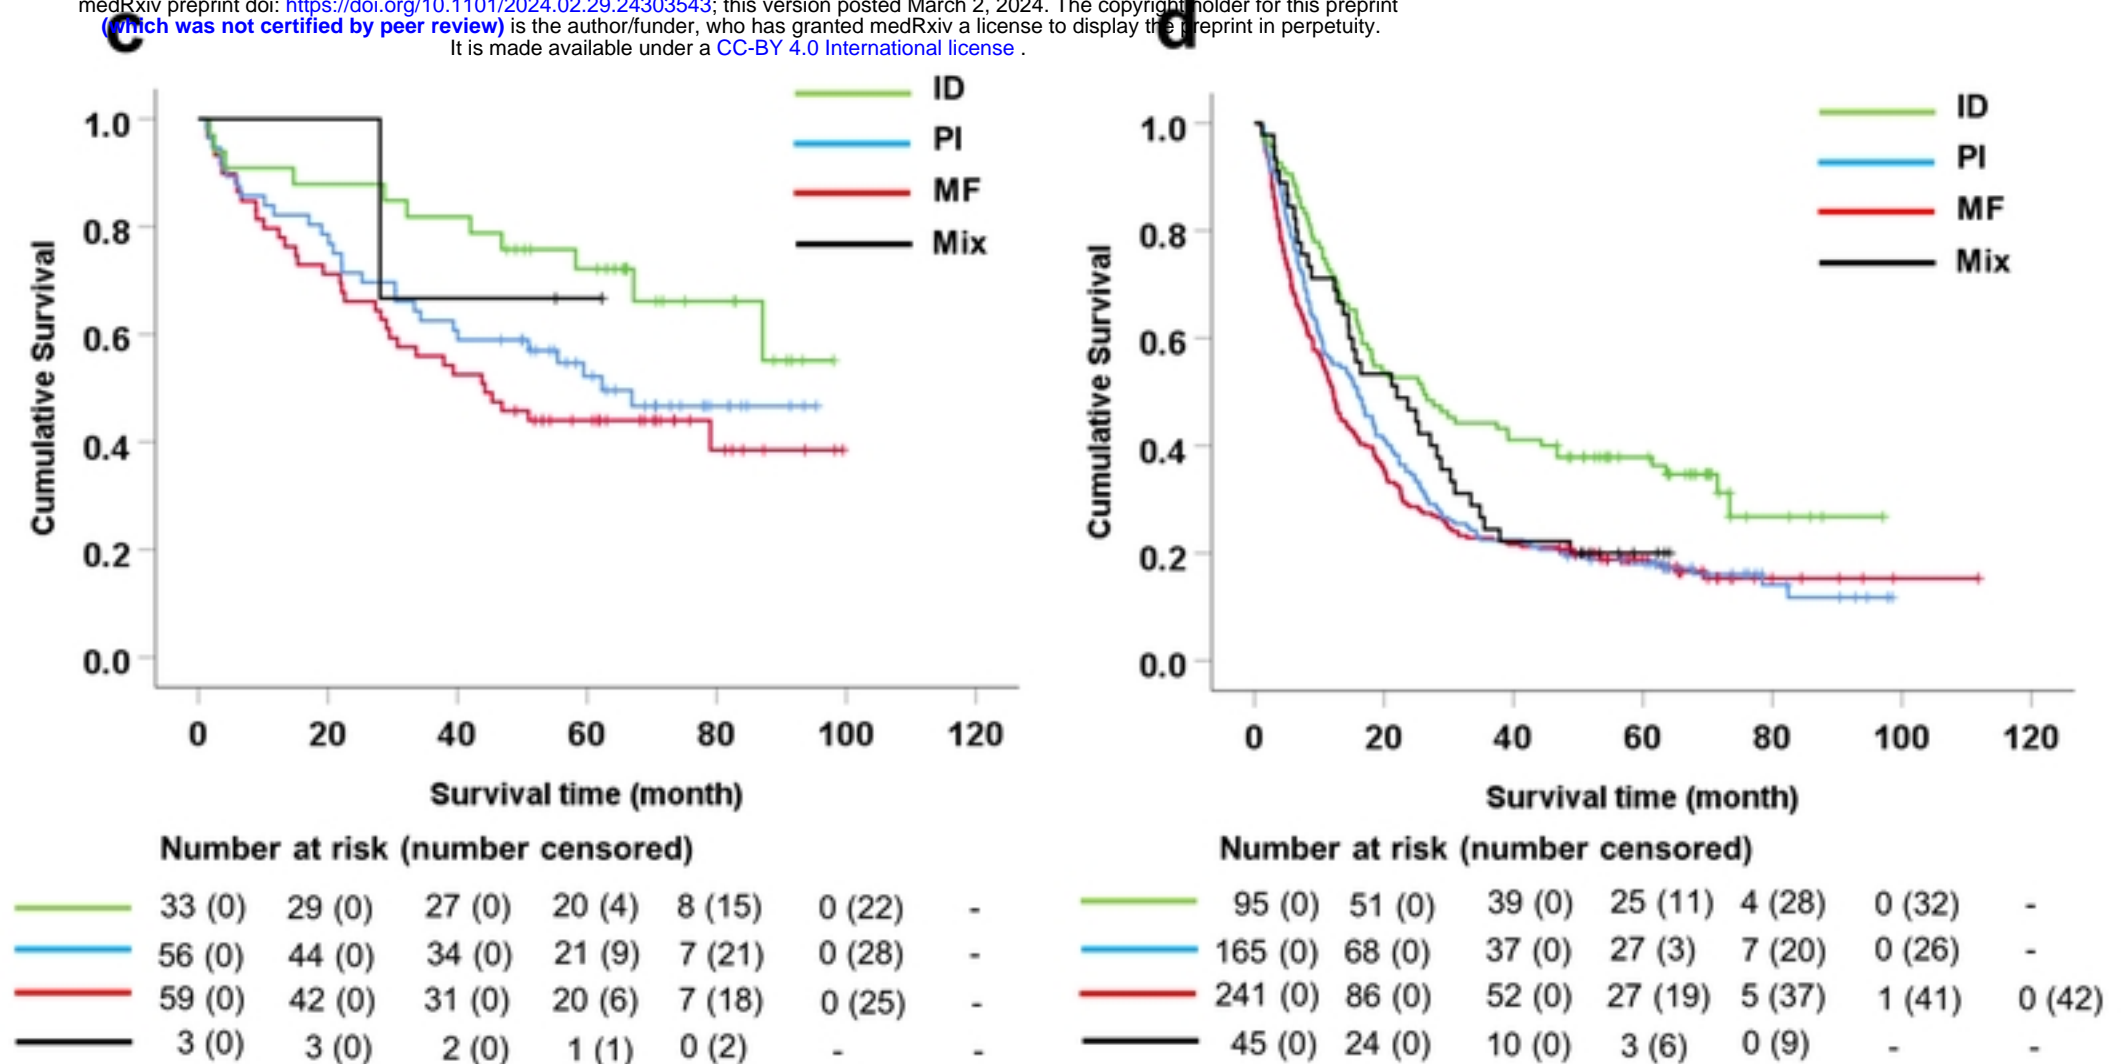 medRxiv preprint doi: https://doi.org/10.1101/2024.02.29.24303543; this version posted March 2, 2024. The copyright holder for this preprint
(which was not certified by peer review) is the author/funder, who has granted medRxiv a license to display the preprint in perpetuity.
It is made available under a CC-BY 4.0 International license .
c
ID
PI
MF
Mix
1.0
0.8
0.6
0.4
0.2
0.0
Cumulative Survival
0 20 40 60 80 100 120
Survival time (month)
Number at risk (number censored)
33 (0) 29 (0) 27 (0) 20 (4) 8 (15) 0 (22) -
56 (0) 44 (0) 34 (0) 21 (9) 7 (21) 0 (28) -
59 (0) 42 (0) 31 (0) 20 (6) 7 (18) 0 (25) -
3 (0) 3 (0) 2 (0) 1 (1) 0 (2) - -
d
ID
PI
MF
Mix
1.0
0.8
0.6
0.4
0.2
0.0
Cumulative Survival
0 20 40 60 80 100 120
Survival time (month)
Number at risk (number censored)
95 (0) 51 (0) 39 (0) 25 (11) 4 (28) 0 (32) -
165 (0) 68 (0) 37 (0) 27 (3) 7 (20) 0 (26) -
241 (0) 86 (0) 52 (0) 27 (19) 5 (37) 1 (41) 0 (42)
45 (0) 24 (0) 10 (0) 3 (6) 0 (9) - -